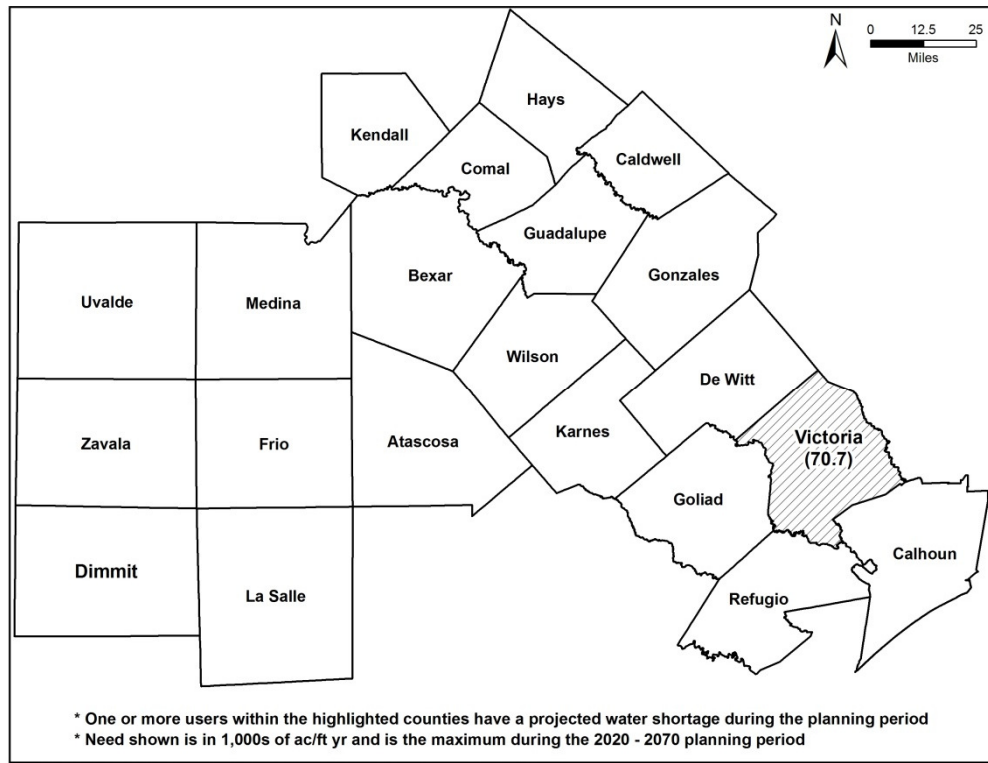 N
0 12.5 25
Miles
Hays
Kendall
Caldwell
Comal
Guadalupe
Bexar
Gonzales
Uvalde
Medina
Wilson
De Witt
Karnes
Victoria
(70.7)
Zavala
Frio
Atascosa
Goliad
Calhoun
Dimmit
La Salle
Refugio
* One or more users within the highlighted counties have a projected water shortage during the planning period
* Need shown is in 1,000s of ac/ft yr and is the maximum during the 2020 - 2070 planning period